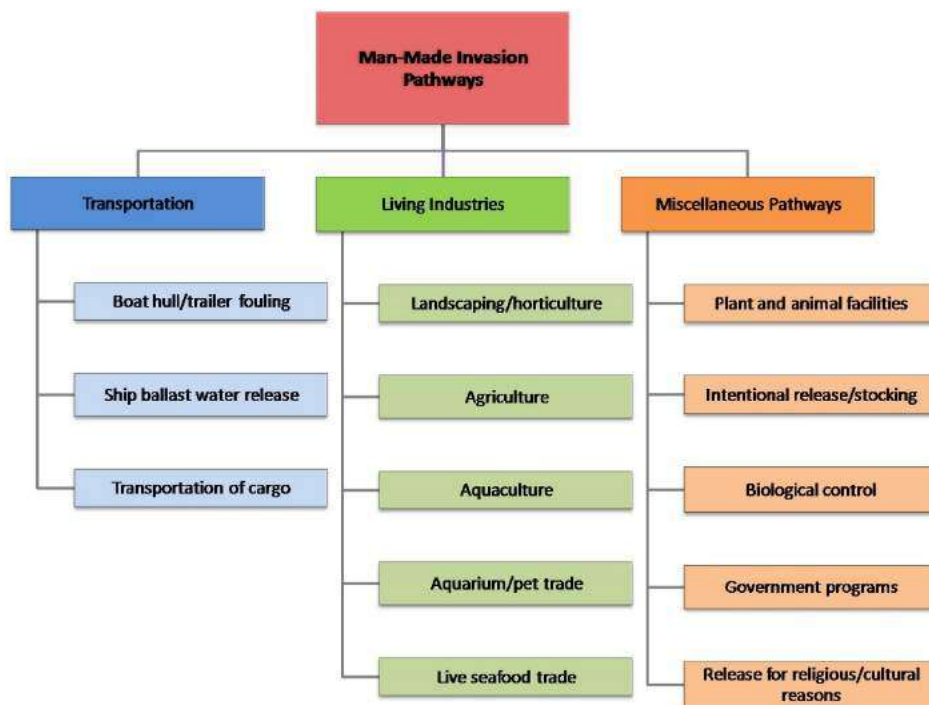 Man-Made Invasion
Pathways
Transportation
Boat hull/trailer fouling
Ship ballast water release
Transportation of cargo
Living Industries
Landscaping/horticulture
Agriculture
Aquaculture
Aquarium/pet trade
Live seafood trade
Miscellaneous Pathways
Plant and animal facilities
Intentional release/stocking
Biological control
Government programs
Release for religious/cultural
reasons